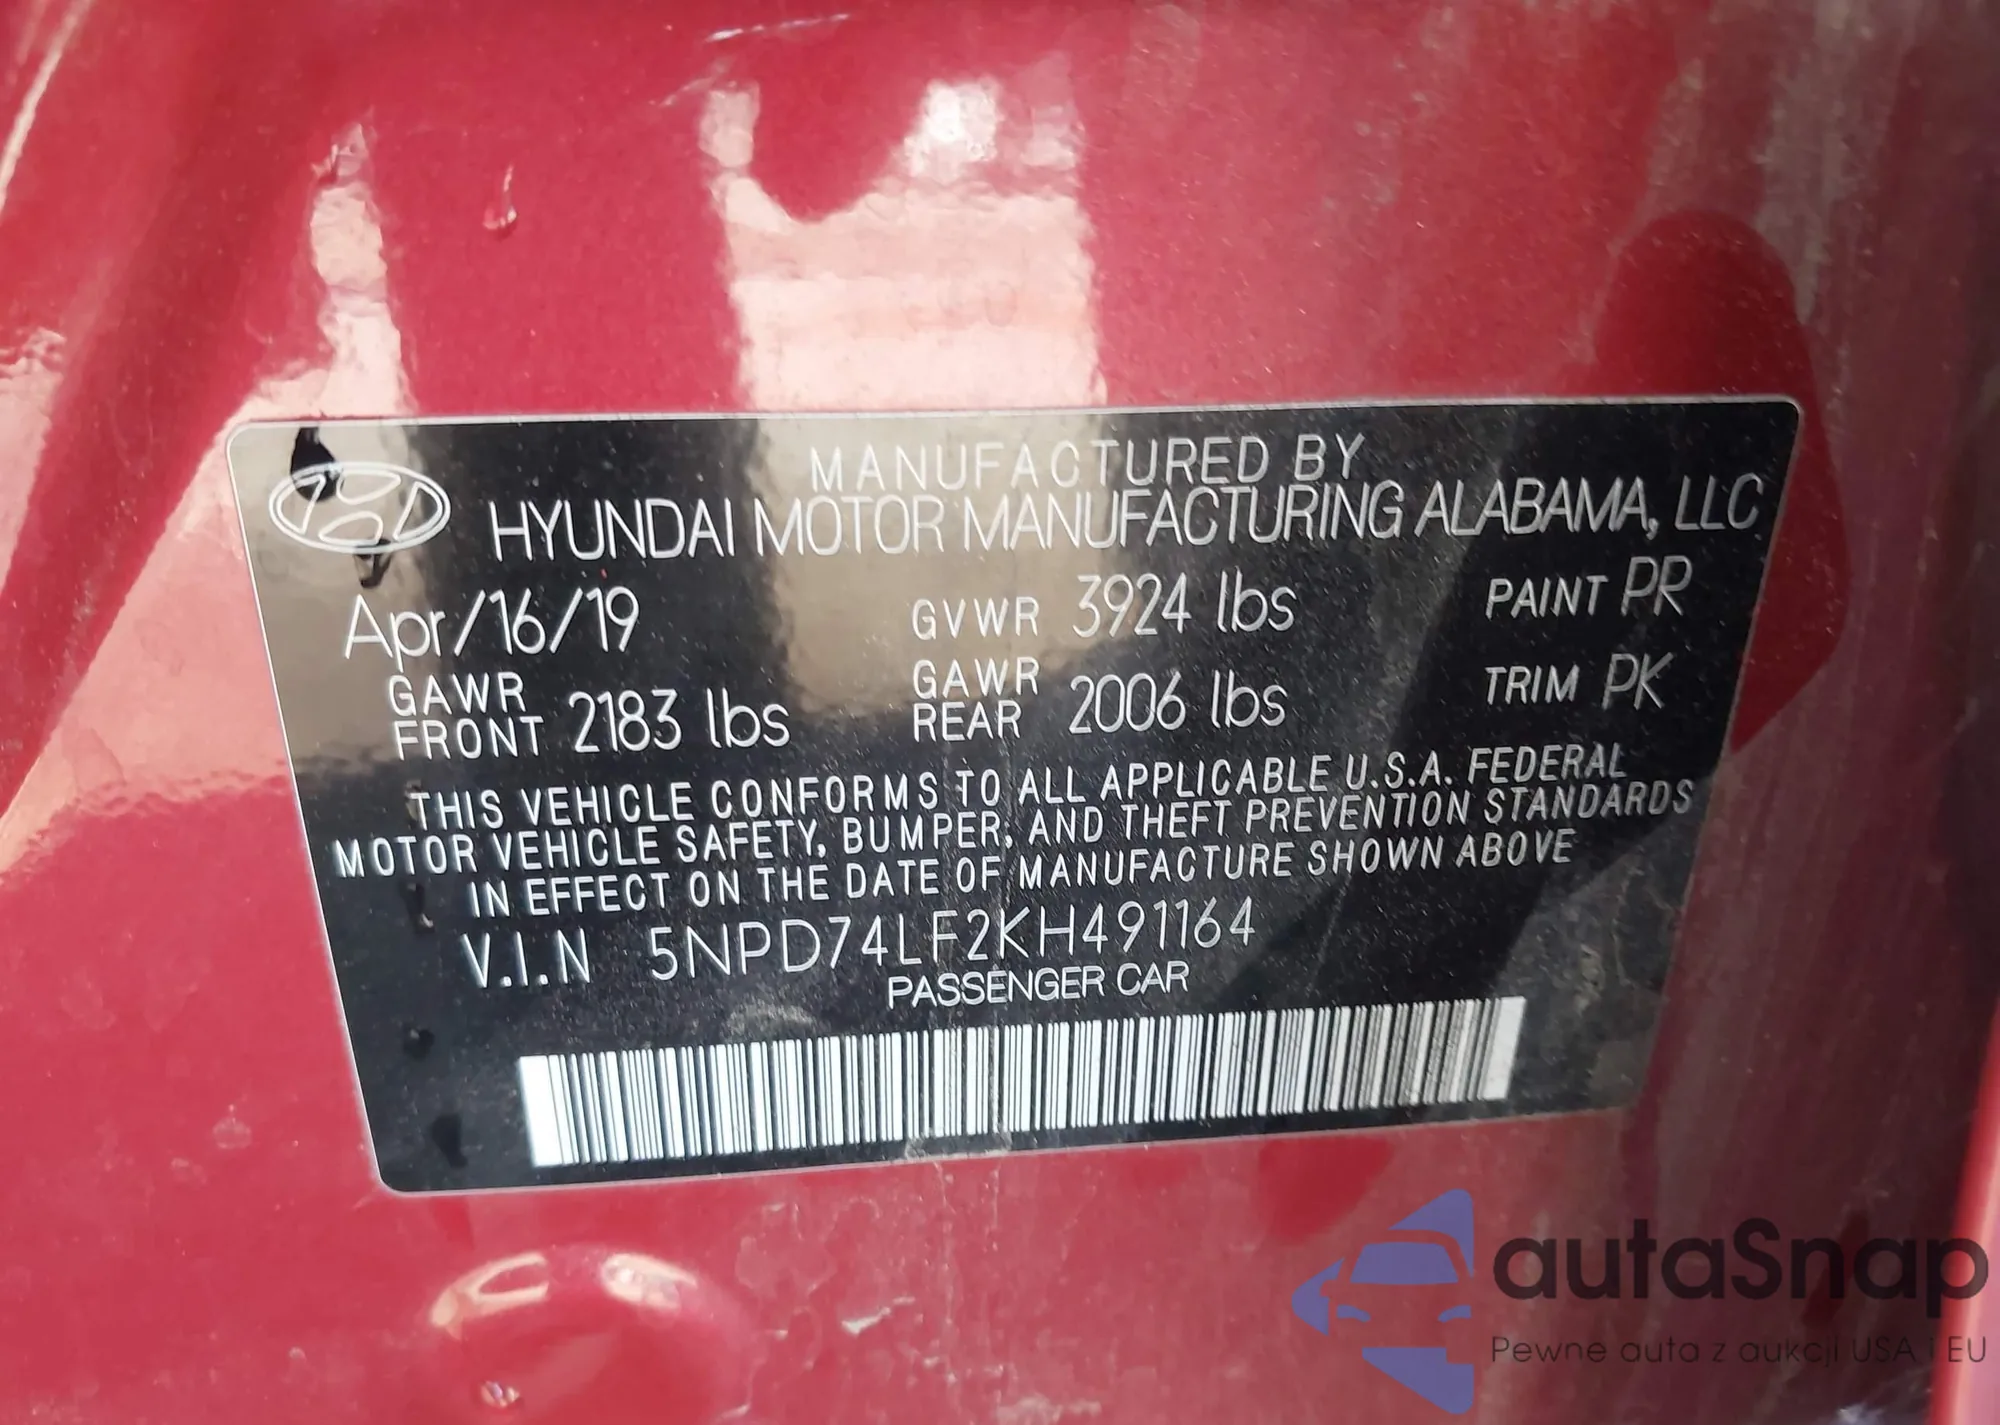 MANUFACTURED BY
HYUNDAI MOTOR MANUFACTURING ALABAMA, LLC
Apr/16/19 GVWR 3924 lbs PAINT PR
GAWR FRONT 2183 lbs GAWR REAR 2006 lbs TRIM PK
THIS VEHICLE CONFORMS TO ALL APPLICABLE U.S.A. FEDERAL
MOTOR VEHICLE SAFETY, BUMPER, AND THEFT PREVENTION STANDARDS
IN EFFECT ON THE DATE OF MANUFACTURE SHOWN ABOVE
V.I.N 5NPD74LF2KH491164
PASSENGER CAR
autaSnap
Pewne auta z aukcji USA i EU